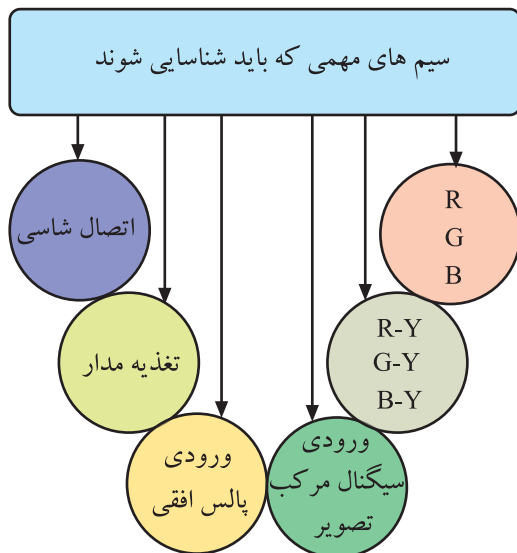 سیم های مهمی که باید شناسایی شوند
R
G
B
R-Y
G-Y
B-Y
ورودی
سیگنال مرکب
تصویر
ورودی
پالس افقی
تغذیه مدار
اتصال شاسی